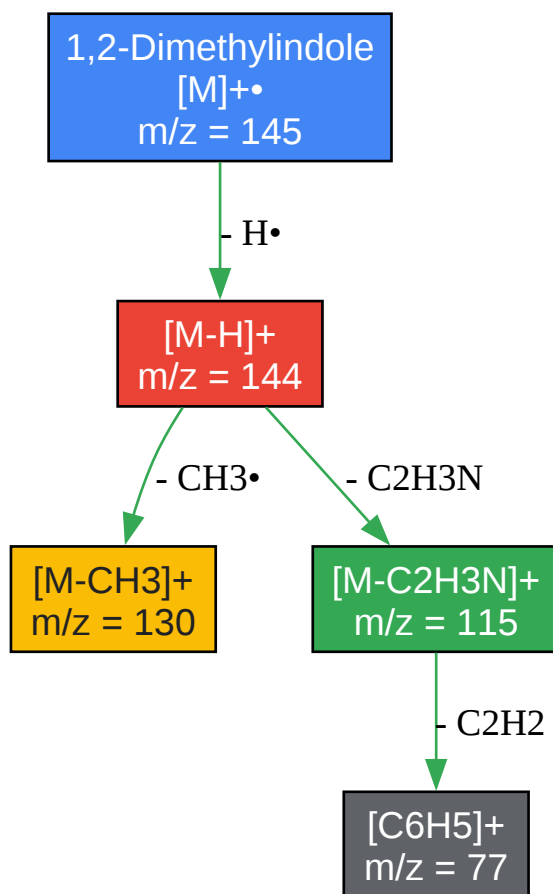 1,2-Dimethylindole
[M]+•
m/z = 145
- H•
[M-H]+
m/z = 144
- CH3•
- C2H3N
[M-CH3]+
m/z = 130
[M-C2H3N]+
m/z = 115
- C2H2
[C6H5]+
m/z = 77